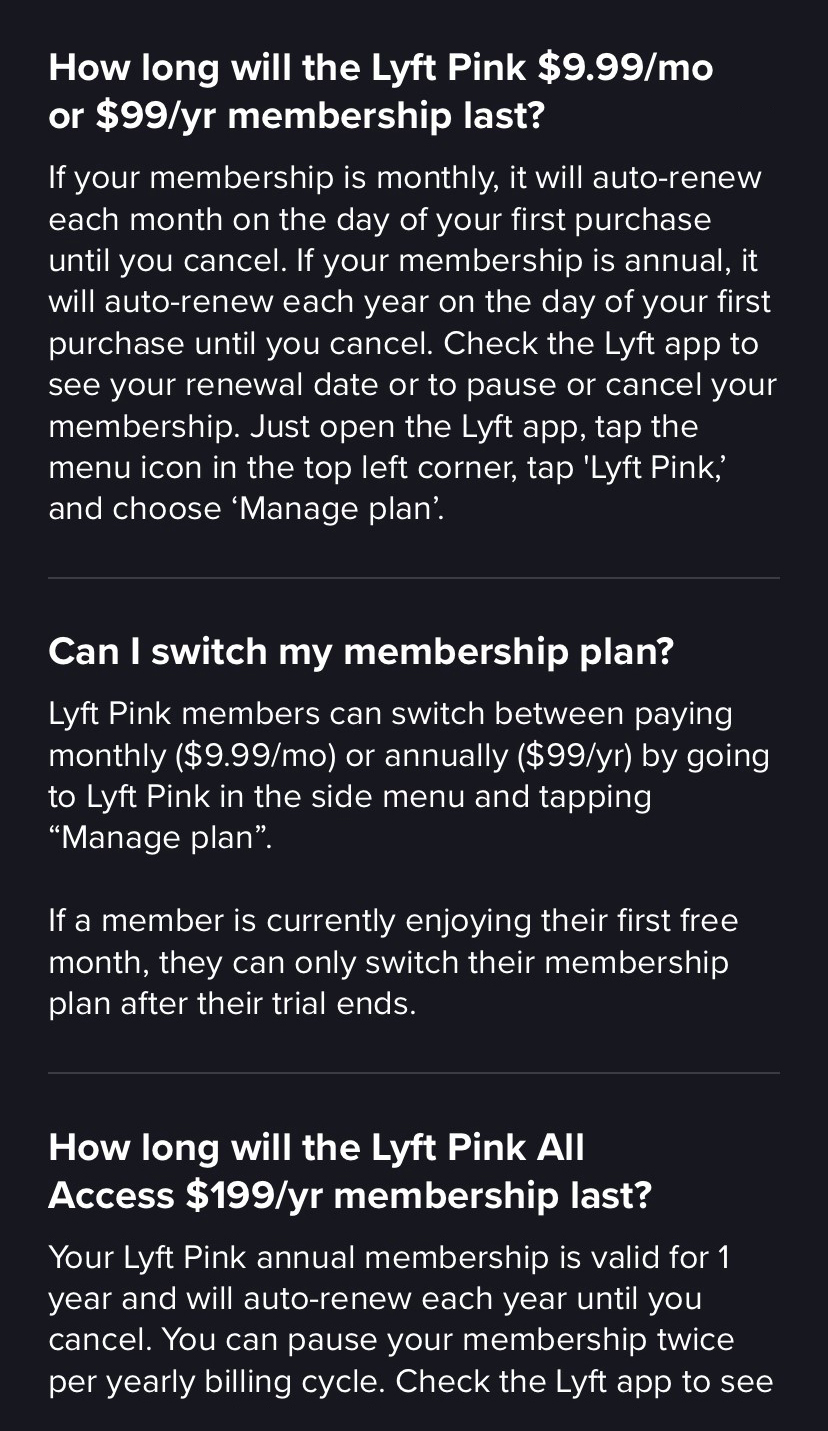 How long will the Lyft Pink $9.99/mo
or $99/yr membership last?
If your membership is monthly, it will auto-renew
each month on the day of your first purchase
until you cancel. If your membership is annual, it
will auto-renew each year on the day of your first
purchase until you cancel. Check the Lyft app to
see your renewal date or to pause or cancel your
membership. Just open the Lyft app, tap the
menu icon in the top left corner, tap 'Lyft Pink,’
and choose ‘Manage plan’.
Can I switch my membership plan?
Lyft Pink members can switch between paying
monthly ($9.99/mo) or annually ($99/yr) by going
to Lyft Pink in the side menu and tapping
“Manage plan”.
If a member is currently enjoying their first free
month, they can only switch their membership
plan after their trial ends.
How long will the Lyft Pink All
Access $199/yr membership last?
Your Lyft Pink annual membership is valid for 1
year and will auto-renew each year until you
cancel. You can pause your membership twice
per yearly billing cycle. Check the Lyft app to see